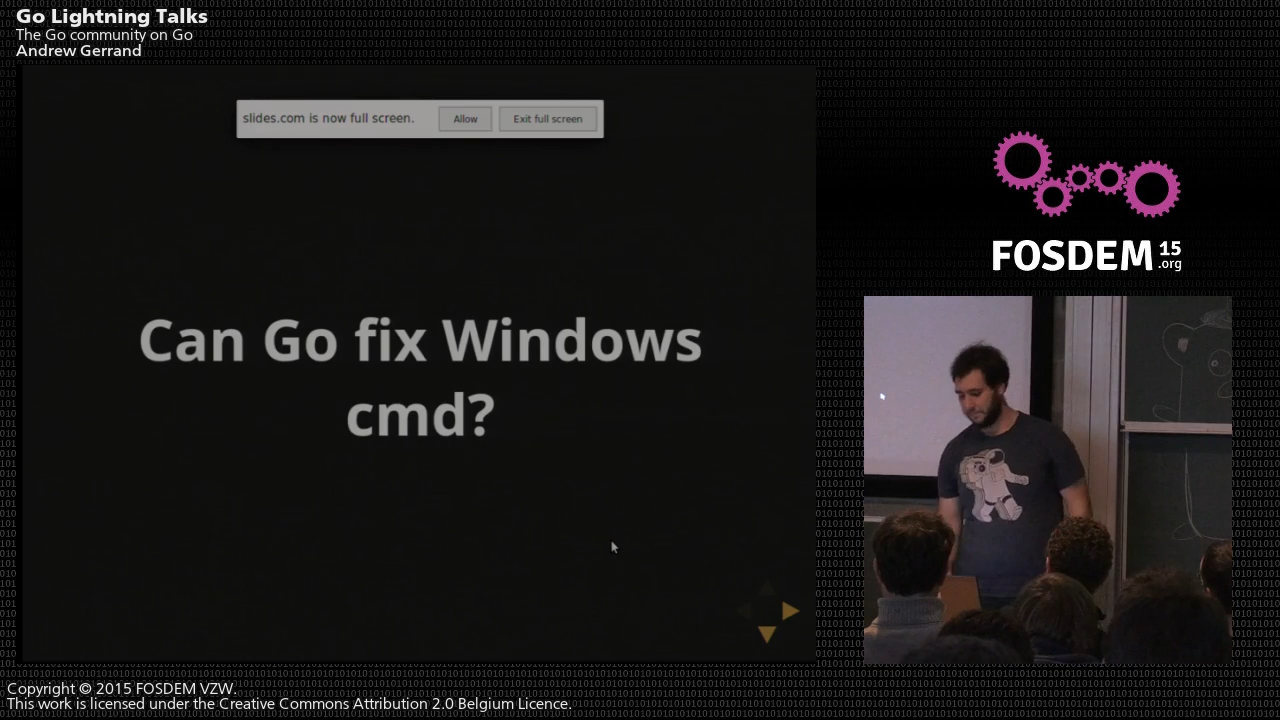 Go Lightning Talks
The Go community on Go
Andrew Gerrand
slides.com is now full screen.
Allow
Exit full screen
Can Go fix Windows
cmd?
FOSDEM 15
.org
Copyright © 2015 FOSDEM VZW.
This work is licensed under the Creative Commons Attribution 2.0 Belgium Licence.